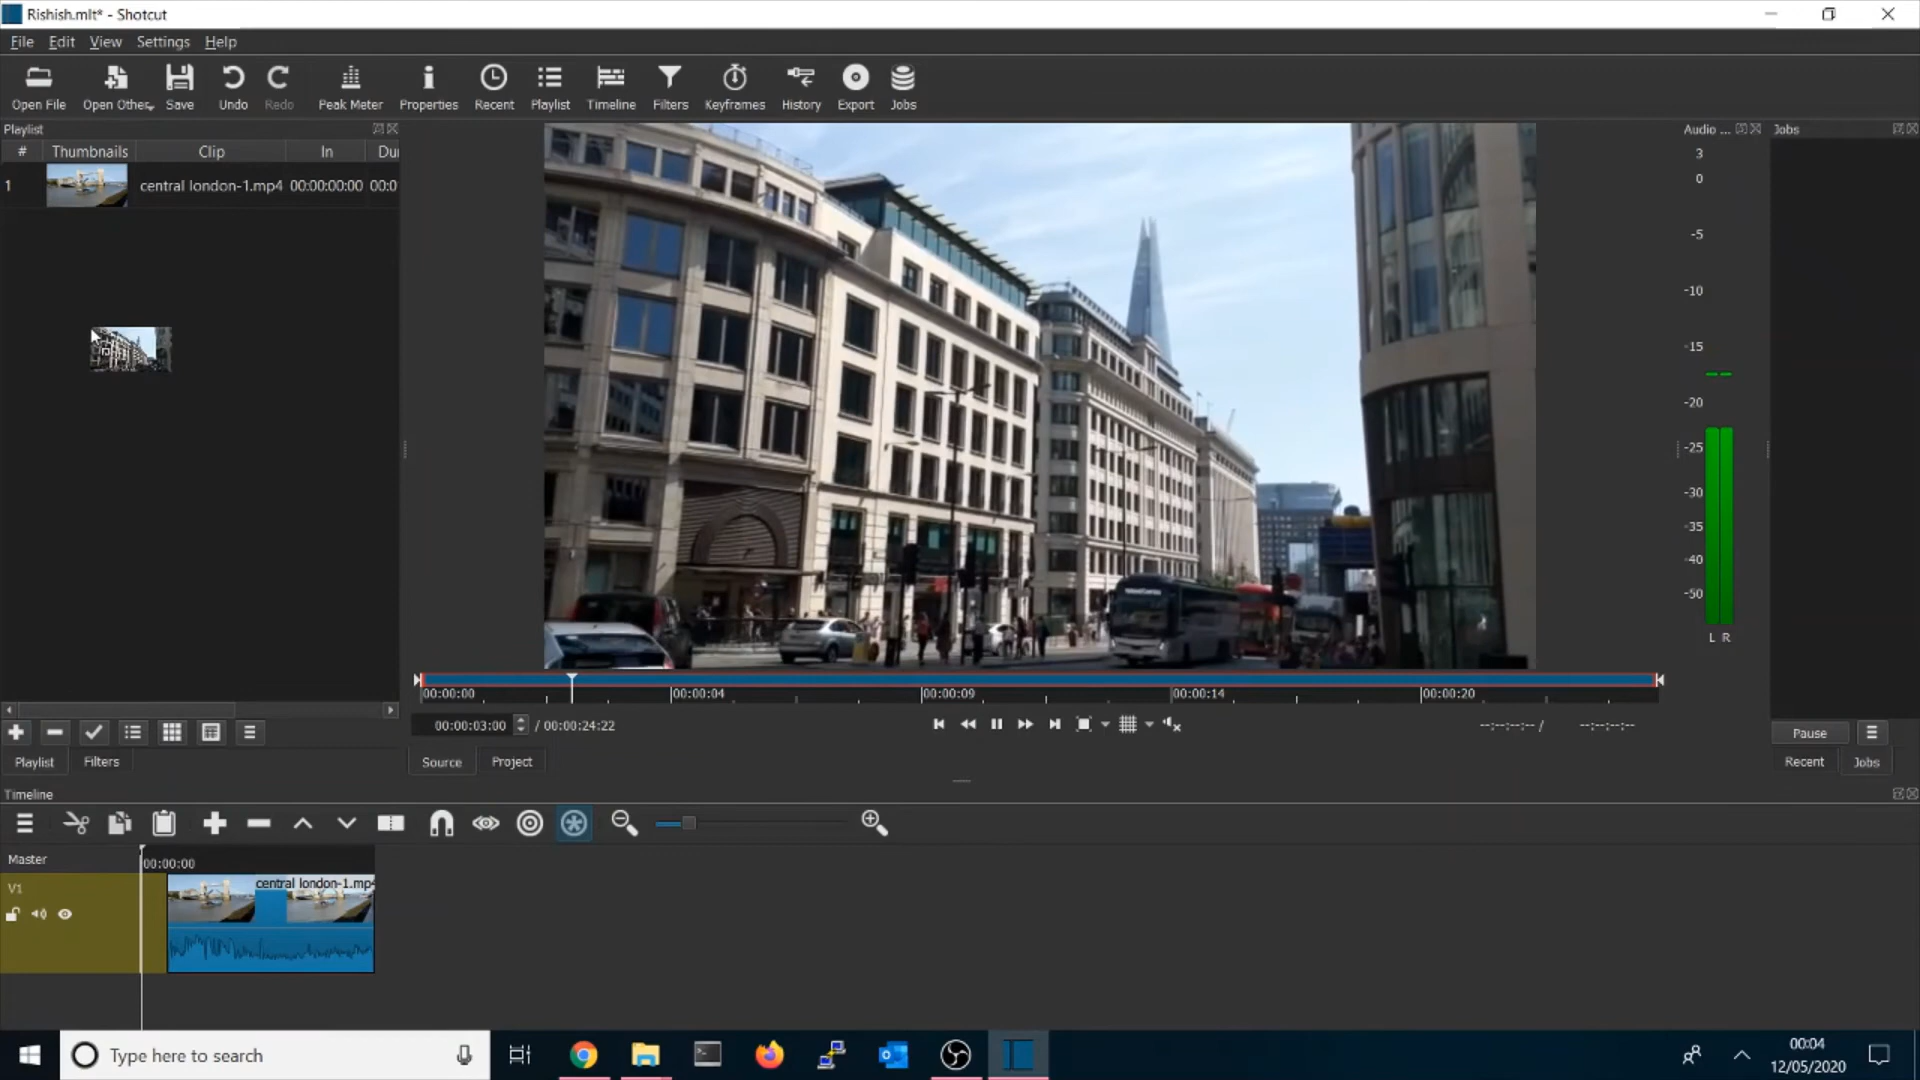 Rishish.mlt* - Shotcut
File Edit View Settings Help
Open File Open Other Save Undo Redo Peak Meter Properties Recent Playlist Timeline Filters Keyframes History Export Jobs
Playlist
# Thumbnails Clip In Du
1 central london-1.mp4 00:00:00:00 00:0
Audio ...
3
0
-5
-10
-15
-20
-25
-30
-35
-40
-50
L R
Jobs
00:00:00 00:00:04 00:00:09 00:00:14 00:00:20
00:00:03:00 / 00:00:24:22
--:--:--:-- / --:--:--:--
Pause
Playlist Filters
Source Project
Recent Jobs
Timeline
Master
00:00:00
V1
central london-1.mp4
Type here to search
00:04
12/05/2020